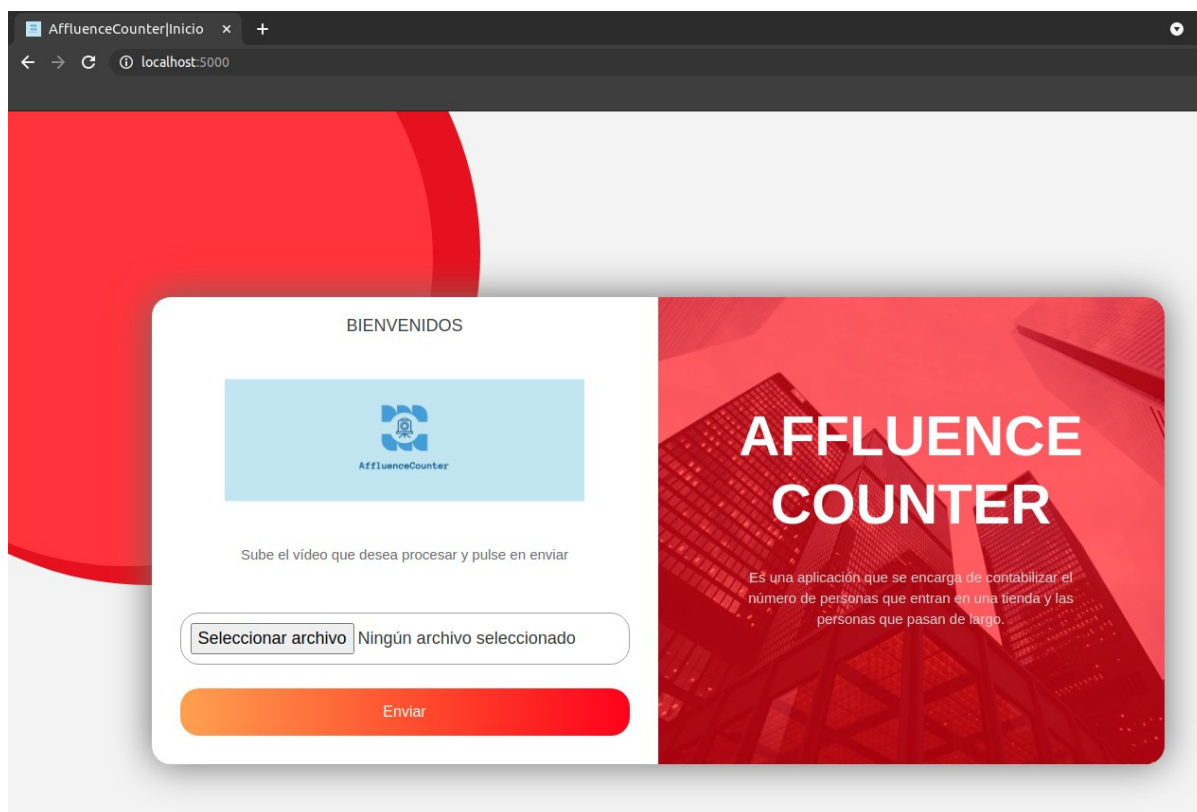 AffluenceCounter|Inicio
localhost:5000
BIENVENIDOS
AffluenceCounter
Sube el vídeo que desea procesar y pulse en enviar
Seleccionar archivo Ningún archivo seleccionado
Enviar
AFFLUENCE
COUNTER
Es una aplicación que se encarga de contabilizar el
número de personas que entran en una tienda y las
personas que pasan de largo.